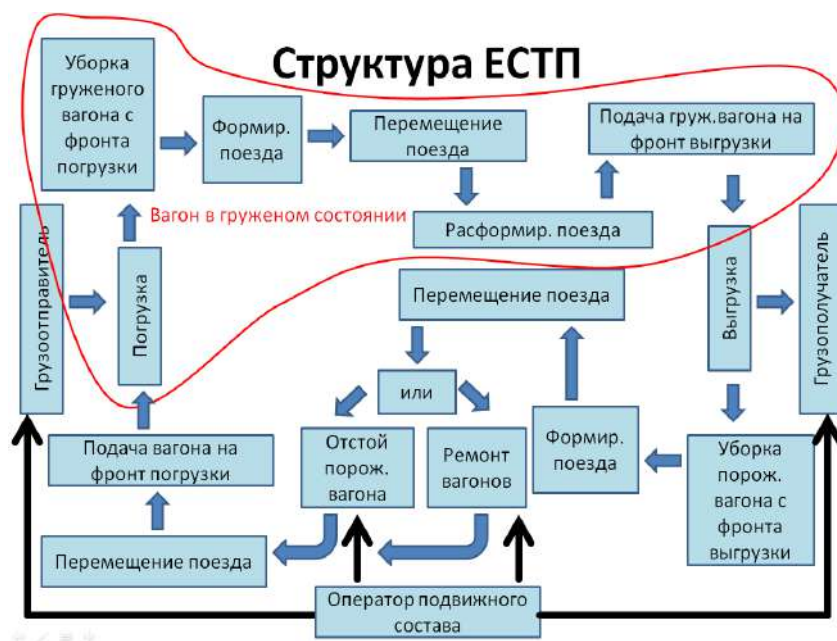 Структура ЕСТП
Уборка
груженого
вагона с
фронта
погрузки
Формир.
поезда
Перемещение
поезда
Подача груж.вагона на
фронт выгрузки
Вагон в груженом состоянии
Расформир. поезда
Грузоотправитель
Погрузка
Перемещение поезда
Выгрузка
Грузополучатель
или
Подача вагона на
фронт погрузки
Отстой
порож.
вагона
Ремонт
вагонов
Формир.
поезда
Уборка
порож.
вагона с
фронта
выгрузки
Перемещение поезда
Оператор подвижного
состава